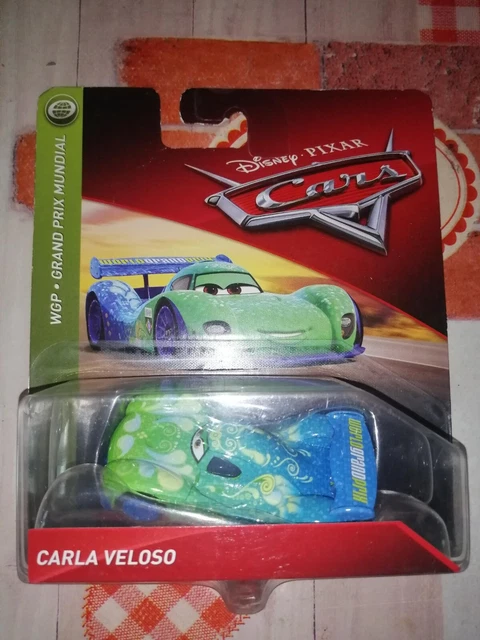 WGP • GRAND PRIX MUNDIAL
DISNEY • PIXAR
Cars
CARLA VELOSO